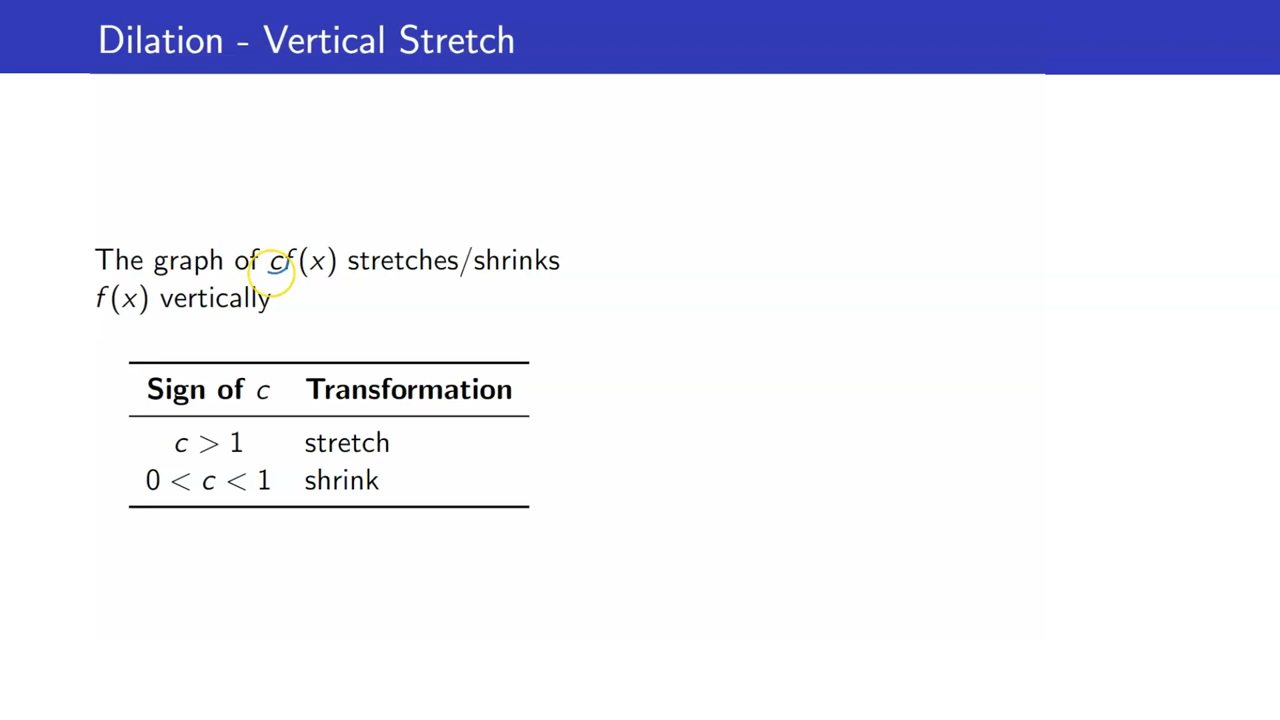 Dilation - Vertical Stretch
The graph of cf(x) stretches/shrinks
f(x) vertically
Sign of c Transformation
c > 1 stretch
0 < c < 1 shrink